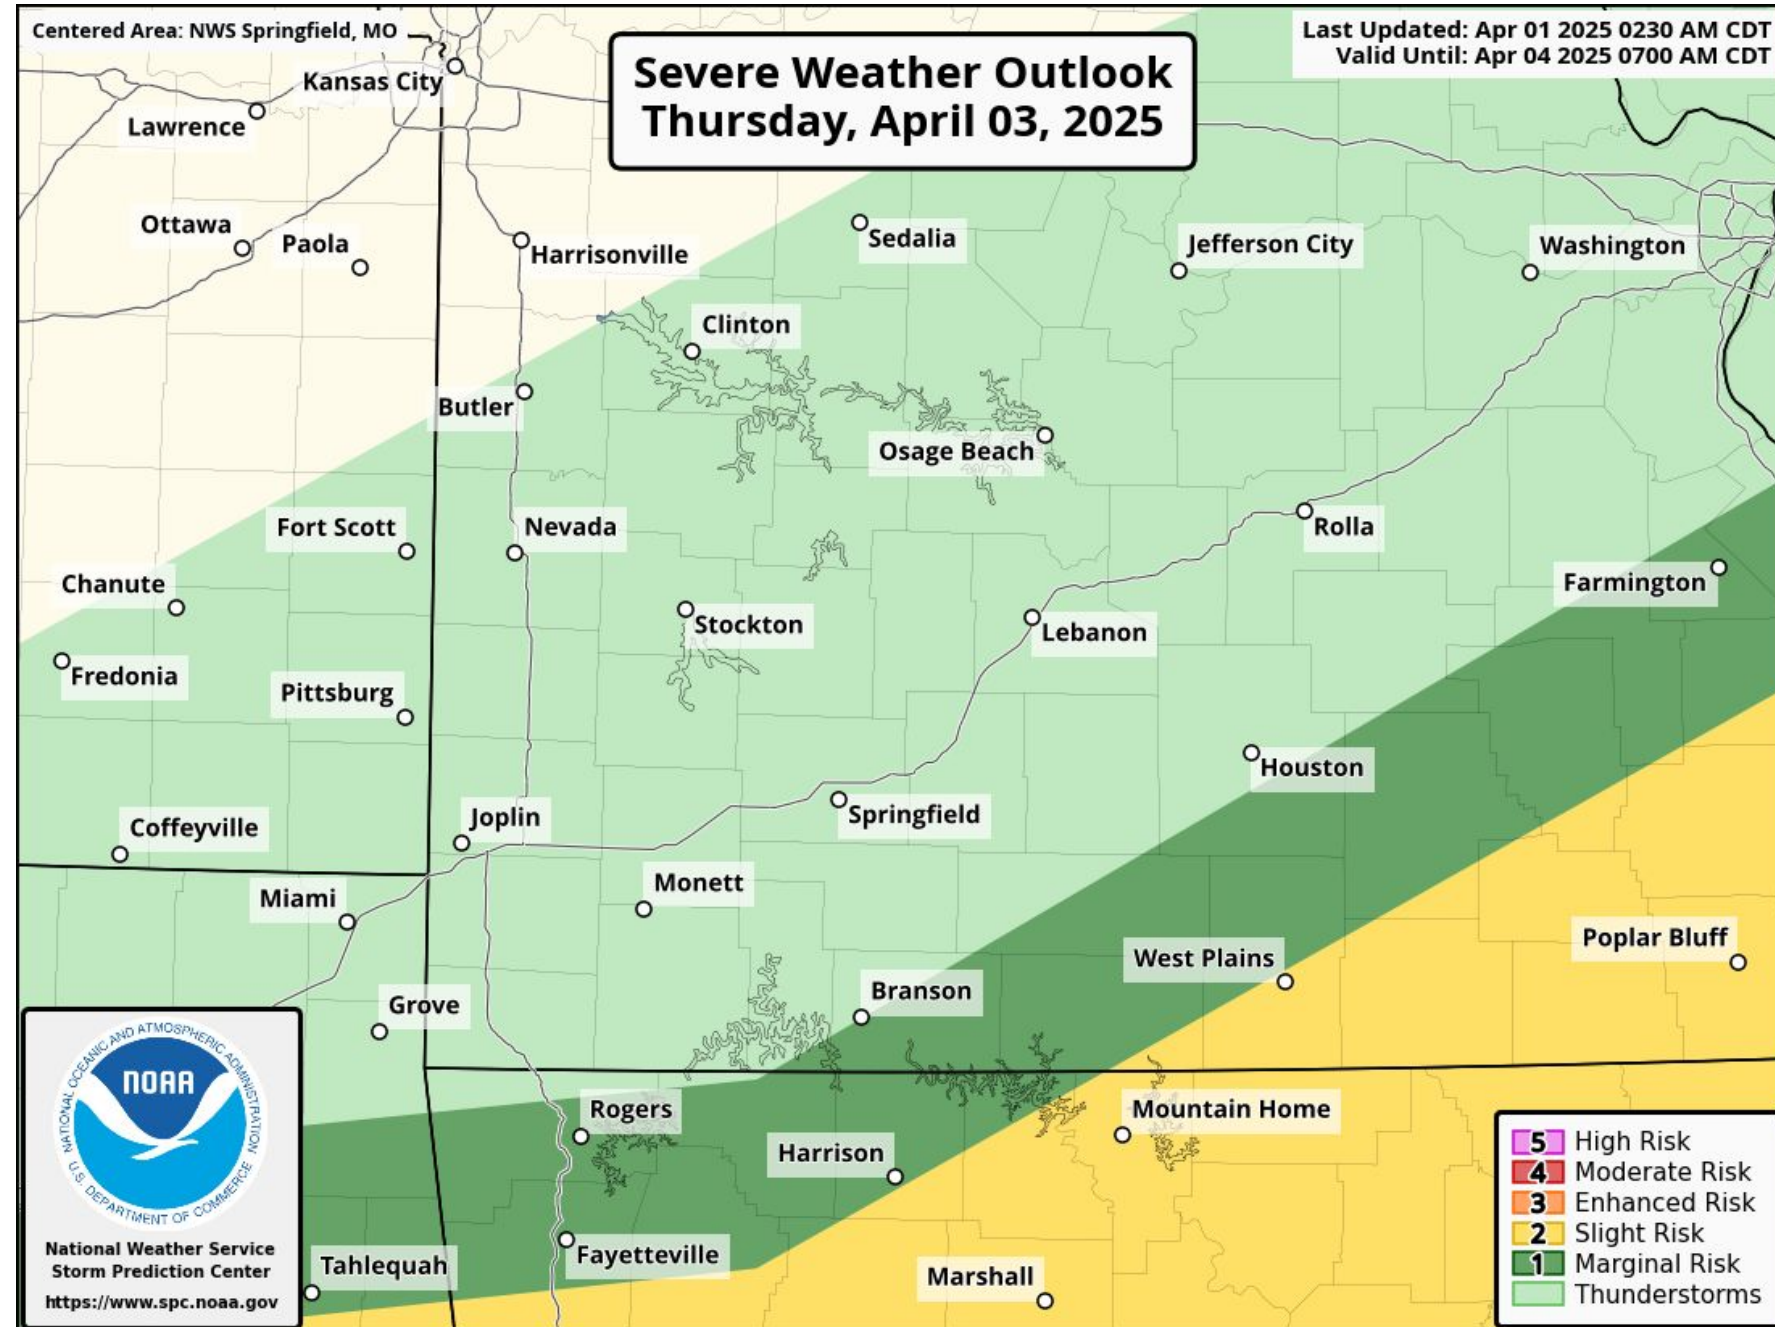 Centered Area: NWS Springfield, MO
Last Updated: Apr 01 2025 0230 AM CDT
Valid Until: Apr 04 2025 0700 AM CDT
Severe Weather Outlook
Thursday, April 03, 2025
Kansas City
Lawrence
Ottawa
Paola
Harrisonville
Sedalia
Jefferson City
Washington
Clinton
Butler
Osage Beach
Fort Scott
Nevada
Rolla
Chanute
Farmington
Stockton
Lebanon
Fredonia
Pittsburg
Houston
Coffeyville
Joplin
Springfield
Miami
Monett
Poplar Bluff
West Plains
Branson
Grove
Rogers
Mountain Home
Harrison
Fayetteville
Tahlequah
Marshall
NATIONAL OCEANIC AND ATMOSPHERIC ADMINISTRATION
NOAA
U.S. DEPARTMENT OF COMMERCE
National Weather Service
Storm Prediction Center
https://www.spc.noaa.gov
5 High Risk
4 Moderate Risk
3 Enhanced Risk
2 Slight Risk
1 Marginal Risk
Thunderstorms